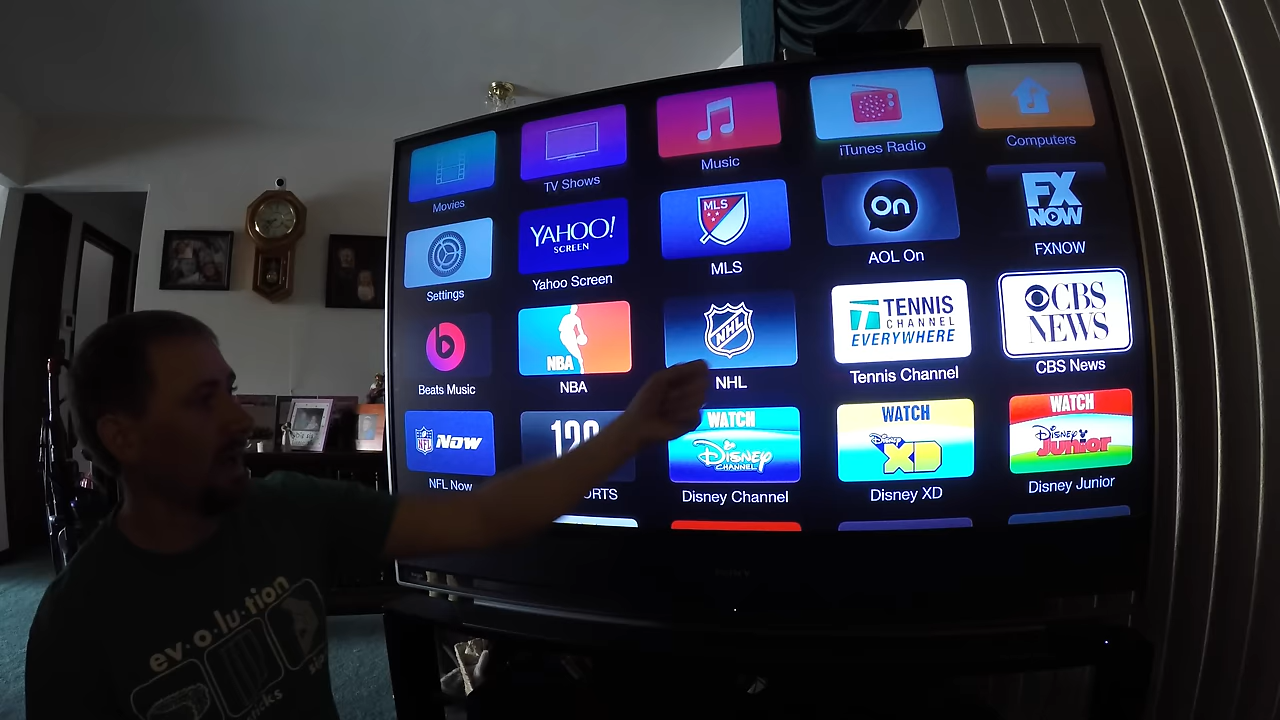 Movies
TV Shows
Music
iTunes Radio
Computers
Settings
YAHOO!
SCREEN
Yahoo Screen
MLS
MLS
On
AOL On
FX
NOW
FXNOW
Beats Music
NBA
NBA
NHL
NHL
TENNIS
CHANNEL
EVERYWHERE
Tennis Channel
CBS
NEWS
CBS News
NFL NOW
NFL Now
120
ORTS
WATCH
Disney
CHANNEL
Disney Channel
WATCH
Disney
XD
Disney XD
WATCH
Disney
Junior
Disney Junior
SONY
ev·o·lu·tion